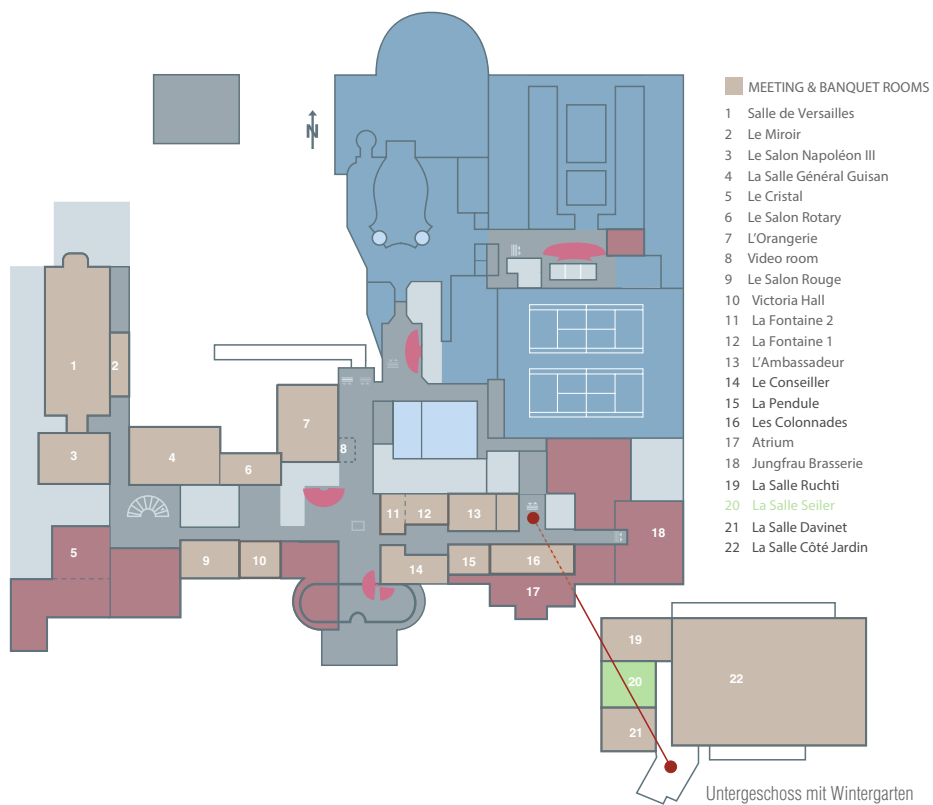 N
MEETING & BANQUET ROOMS
1 Salle de Versailles
2 Le Miroir
3 Le Salon Napoléon III
4 La Salle Général Guisan
5 Le Cristal
6 Le Salon Rotary
7 L'Orangerie
8 Video room
9 Le Salon Rouge
10 Victoria Hall
11 La Fontaine 2
12 La Fontaine 1
13 L'Ambassadeur
14 Le Conseiller
15 La Pendule
16 Les Colonnades
17 Atrium
18 Jungfrau Brasserie
19 La Salle Ruchti
20 La Salle Seiler
21 La Salle Davinet
22 La Salle Côté Jardin
1
2
3
4
6
7
8
5
9
10
11
12
13
14
15
16
17
18
19
20
21
22
Untergeschoss mit Wintergarten